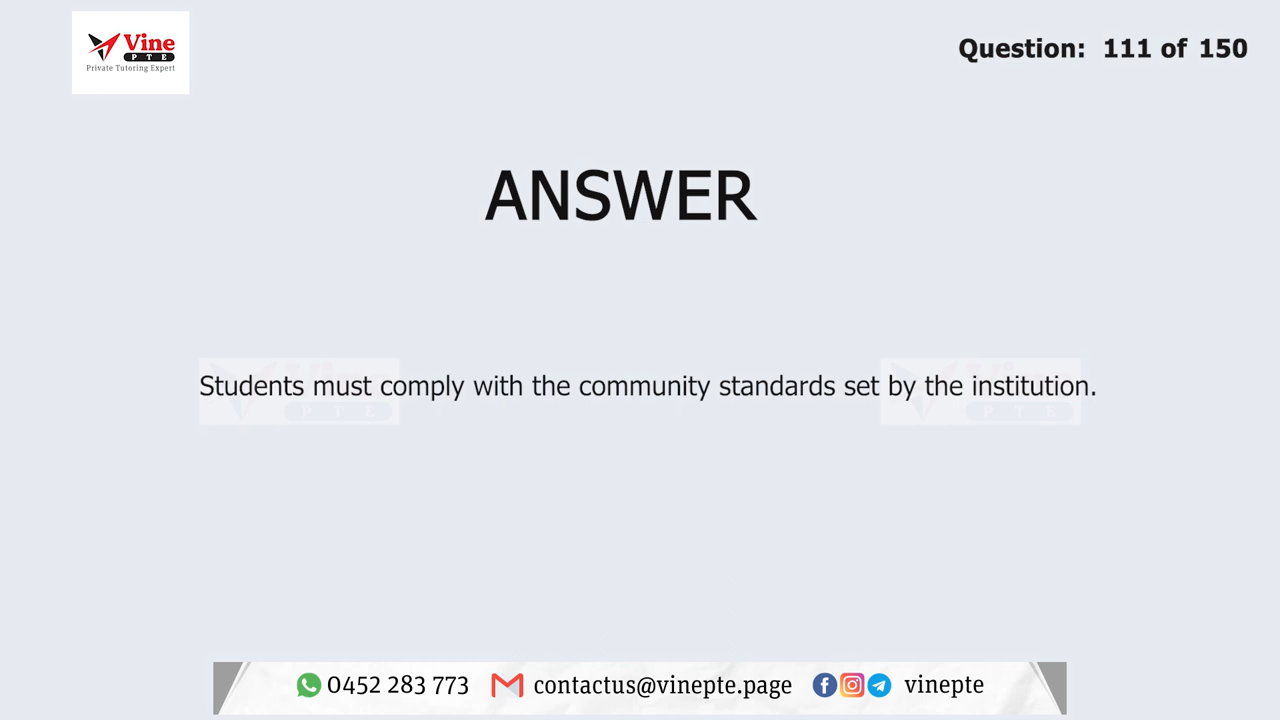 Vine
PTE
Private Tutoring Expert
Question: 111 of 150
ANSWER
Students must comply with the community standards set by the institution.
0452 283 773 contactus@vinepte.page vinepte